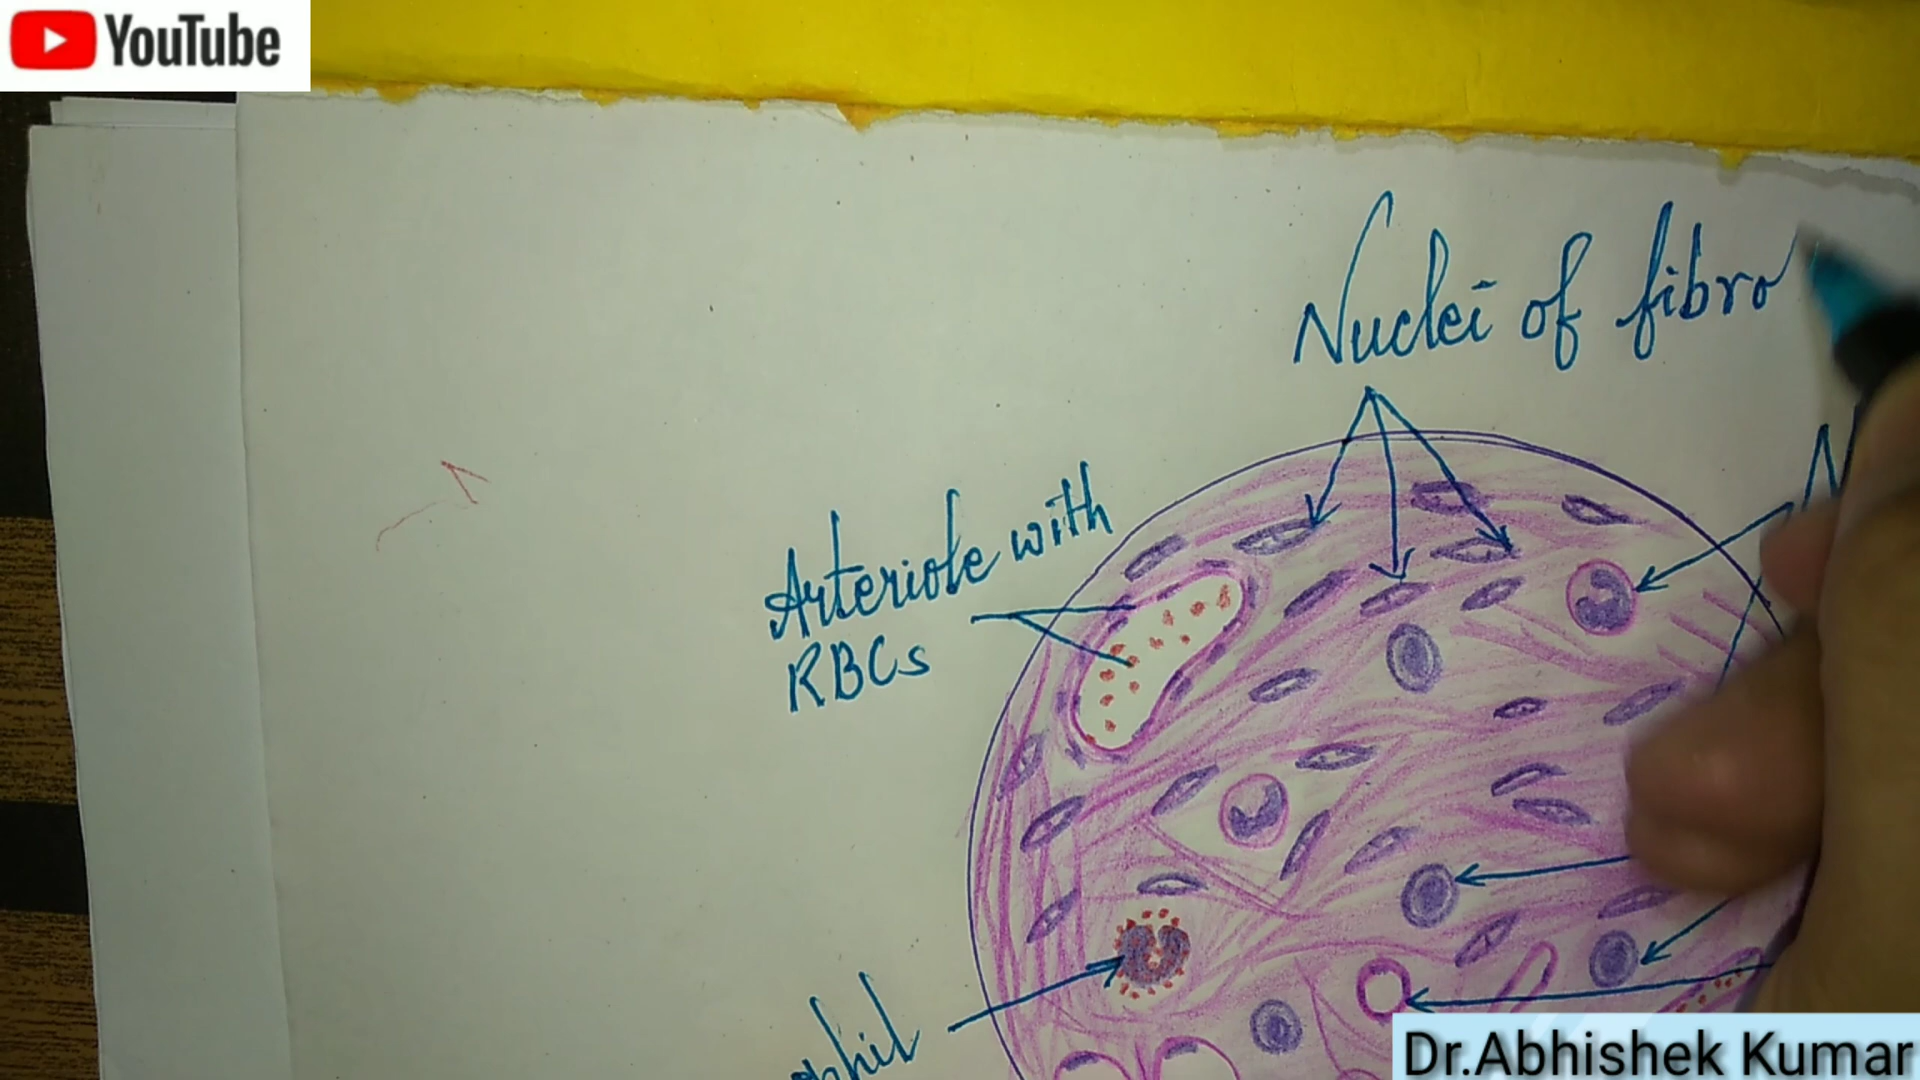 YouTube
Nuclei of fibro
Arteriole with
RBCs
Dr.Abhishek Kumar